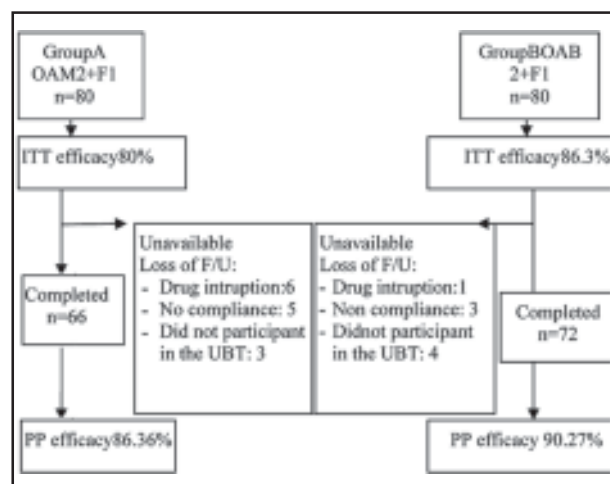 GroupA
OAM2+F1
n=80
GroupBOAB
2+F1
n=80
ITT efficacy80%
ITT efficacy86.3%
Unavailable
Loss of F/U:
- Drug intruption:6
- No compliance: 5
- Did not participant
in the UBT: 3
Unavailable
Loss of F/U:
- Drug intruption:1
- Non compliance: 3
- Didnot participant
in the UBT: 4
Completed
n=66
Completed
n=72
PP efficacy86.36%
PP efficacy 90.27%